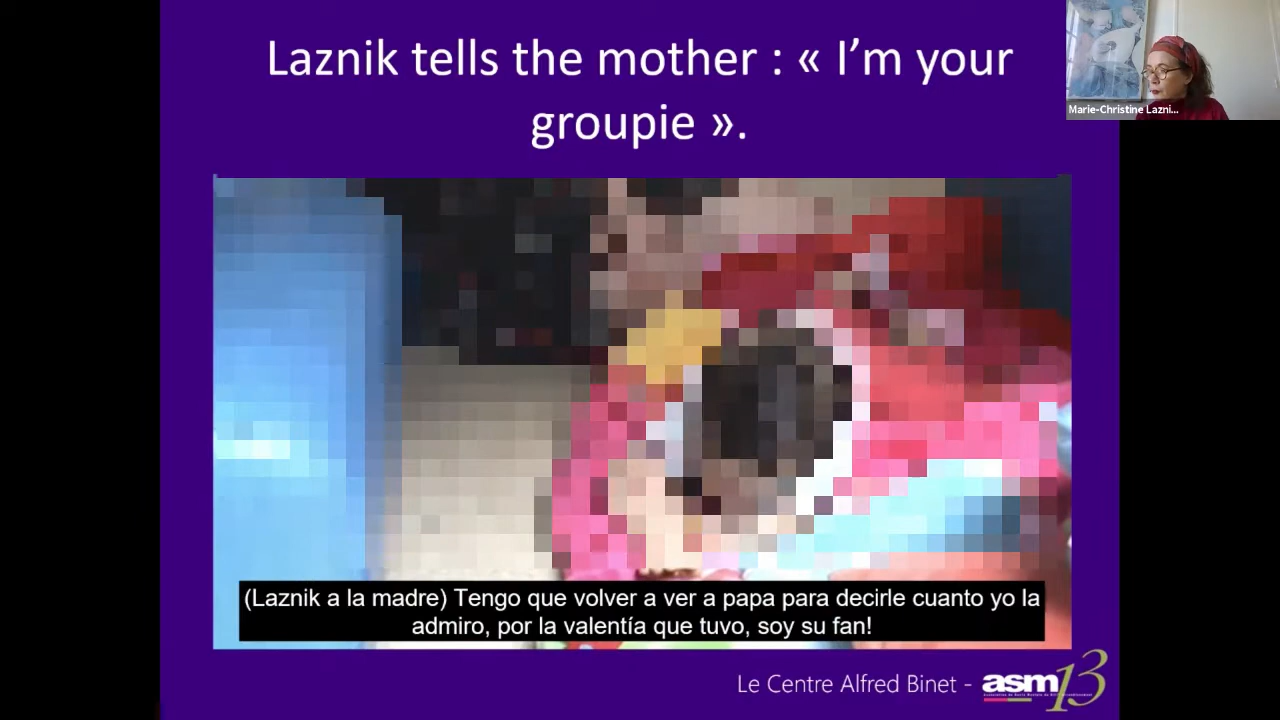 Laznik tells the mother : « I’m your
groupie ».
Marie-Christine Lazni...
(Laznik a la madre) Tengo que volver a ver a papa para decirle cuanto yo la
admiro, por la valentía que tuvo, soy su fan!
Le Centre Alfred Binet - asm13